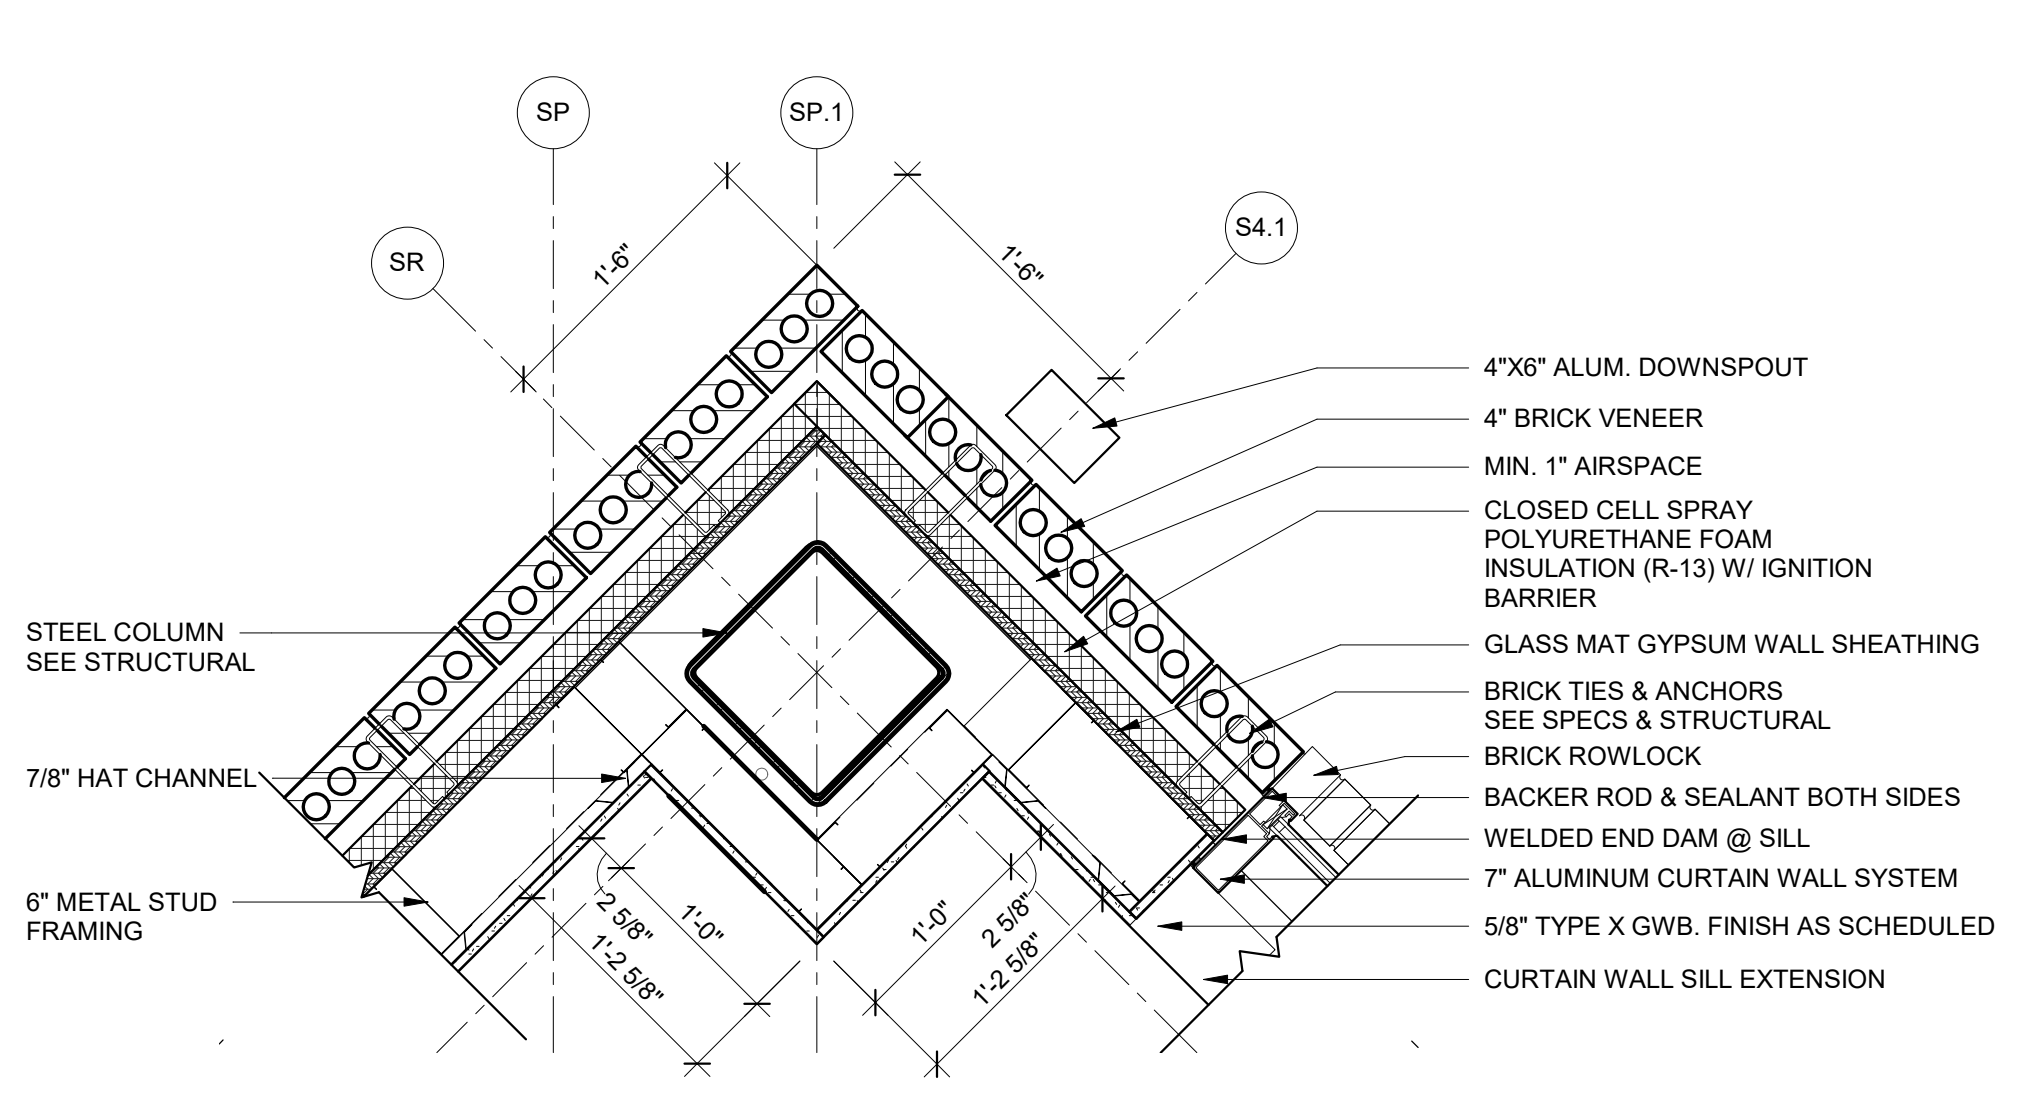 SP
SP.1
SR
S4.1
1'-6"
1'-6"
4"X6" ALUM. DOWNSPOUT
4" BRICK VENEER
MIN. 1" AIRSPACE
CLOSED CELL SPRAY
POLYURETHANE FOAM
INSULATION (R-13) W/ IGNITION
BARRIER
GLASS MAT GYPSUM WALL SHEATHING
BRICK TIES & ANCHORS
SEE SPECS & STRUCTURAL
BRICK ROWLOCK
BACKER ROD & SEALANT BOTH SIDES
WELDED END DAM @ SILL
7" ALUMINUM CURTAIN WALL SYSTEM
5/8" TYPE X GWB. FINISH AS SCHEDULED
CURTAIN WALL SILL EXTENSION
STEEL COLUMN
SEE STRUCTURAL
7/8" HAT CHANNEL
6" METAL STUD
FRAMING
2 5/8"
1'-0"
1'-2 5/8"
1'-0"
2 5/8"
1'-2 5/8"